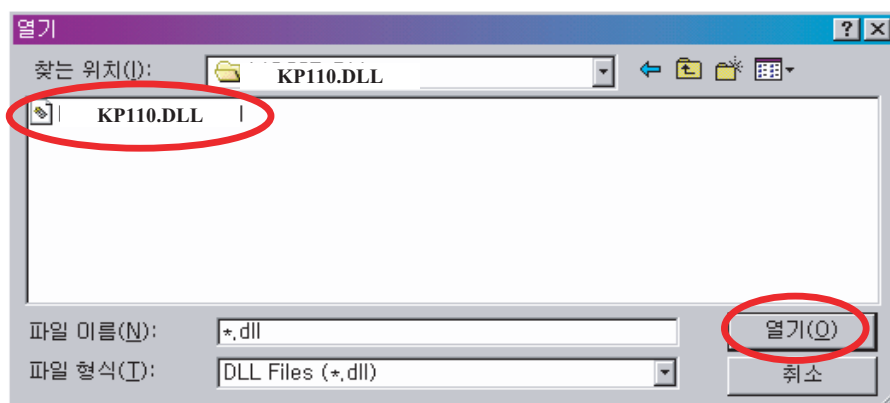 열기
찾는 위치(I): KP110.DLL
KP110.DLL
파일 이름(N): *.dll 열기(O)
파일 형식(T): DLL Files (*.dll) 취소